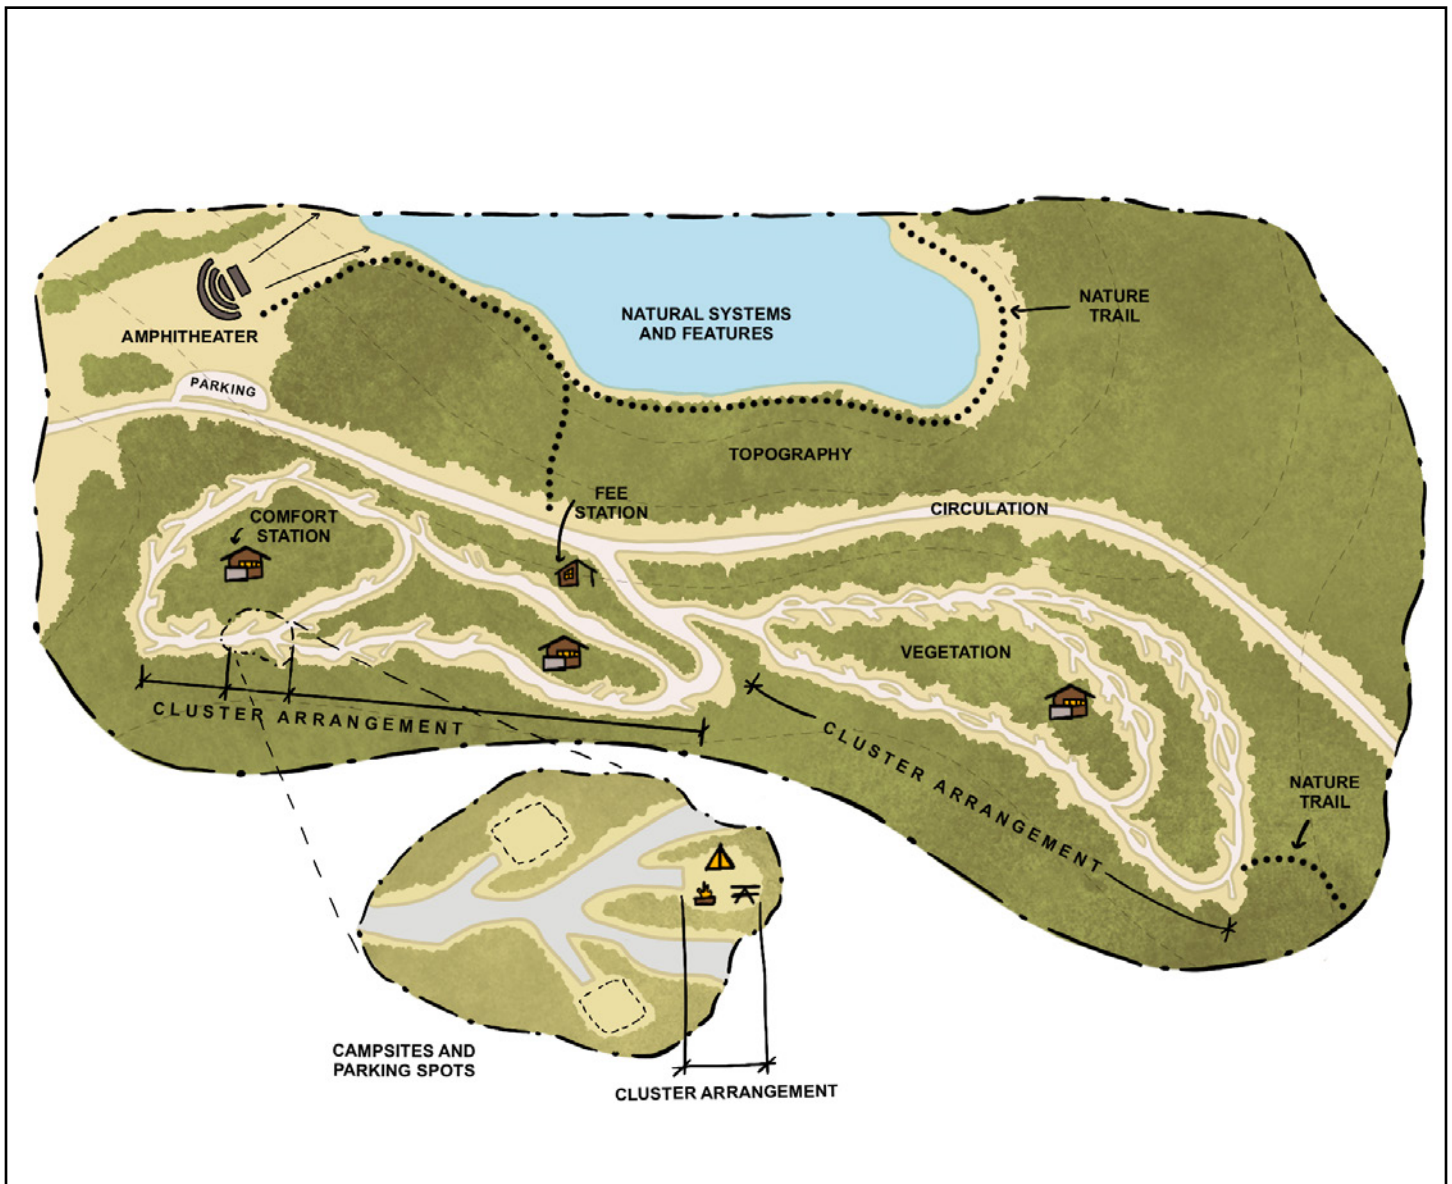 NATURAL SYSTEMS
AND FEATURES
NATURE
TRAIL
AMPHITHEATER
PARKING
TOPOGRAPHY
FEE
STATION
CIRCULATION
COMFORT
STATION
VEGETATION
CLUSTER ARRANGEMENT
CLUSTER ARRANGEMENT
NATURE
TRAIL
CAMPSITES AND
PARKING SPOTS
CLUSTER ARRANGEMENT